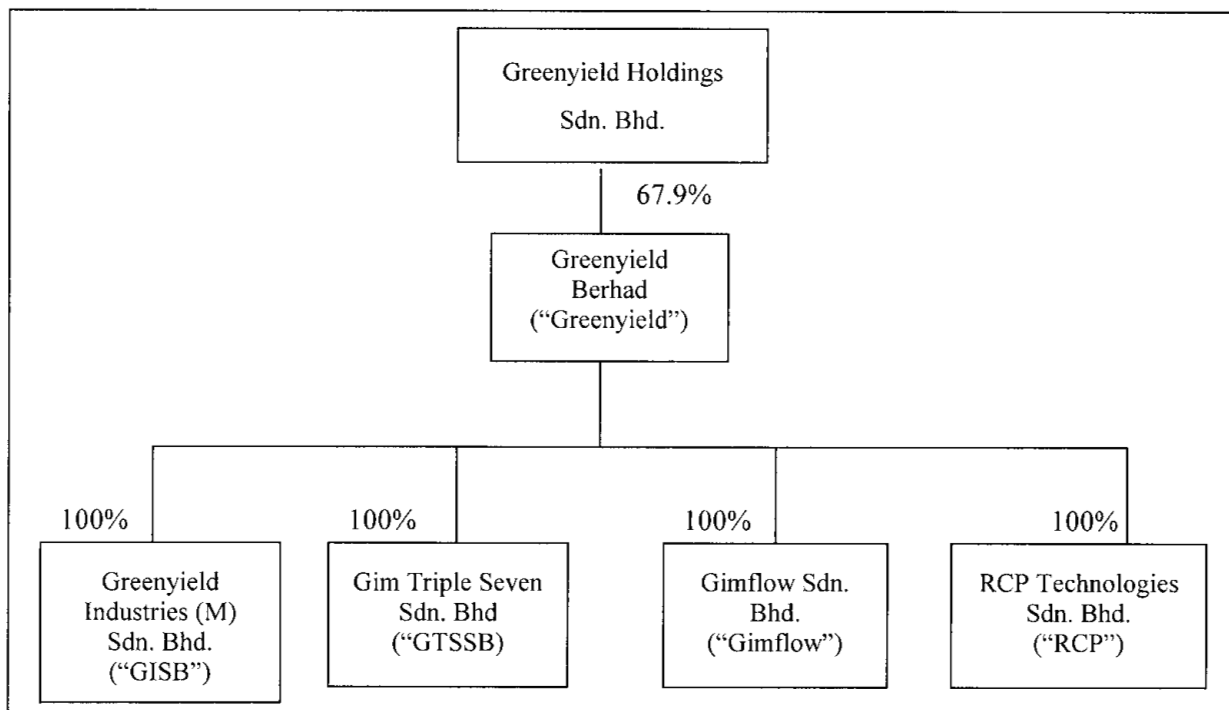 Greenyield Holdings
Sdn. Bhd.
67.9%
Greenyield
Berhad
(“Greenyield”)
100%
100%
100%
100%
Greenyield
Industries (M)
Sdn. Bhd.
(“GISB”)
Gim Triple Seven
Sdn. Bhd
(“GTSSB)
Gimflow Sdn.
Bhd.
(“Gimflow”)
RCP Technologies
Sdn. Bhd.
(“RCP”)